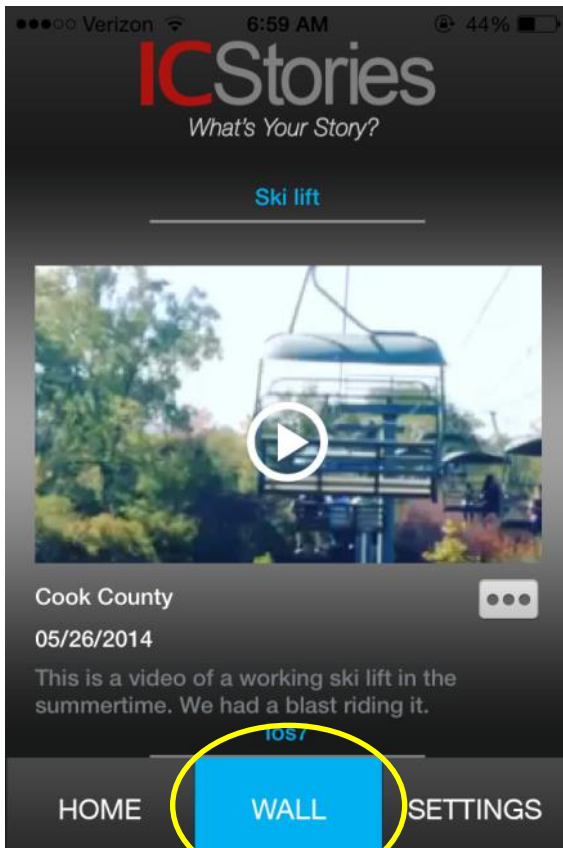 Verizon 6:59 AM 44%
ICStories
What's Your Story?
Ski lift
Cook County
05/26/2014
This is a video of a working ski lift in the
summertime. We had a blast riding it.
Ios7
HOME WALL SETTINGS